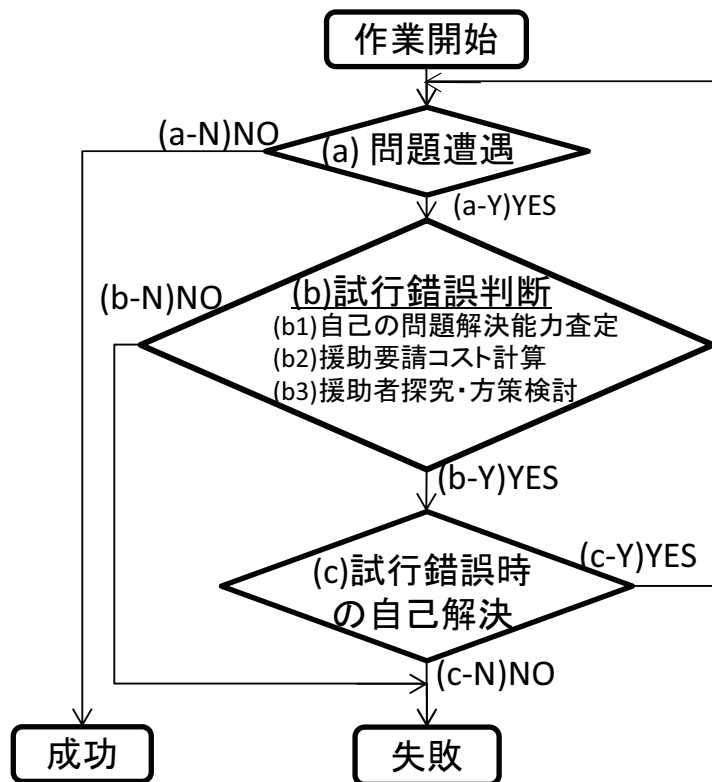 作業開始
(a-N)NO
(a) 問題遭遇
(a-Y)YES
(b-N)NO
(b)試行錯誤判断
(b1)自己の問題解決能力査定
(b2)援助要請コスト計算
(b3)援助者探究・方策検討
(b-Y)YES
(c-Y)YES
(c)試行錯誤時
の自己解決
(c-N)NO
成功
失敗